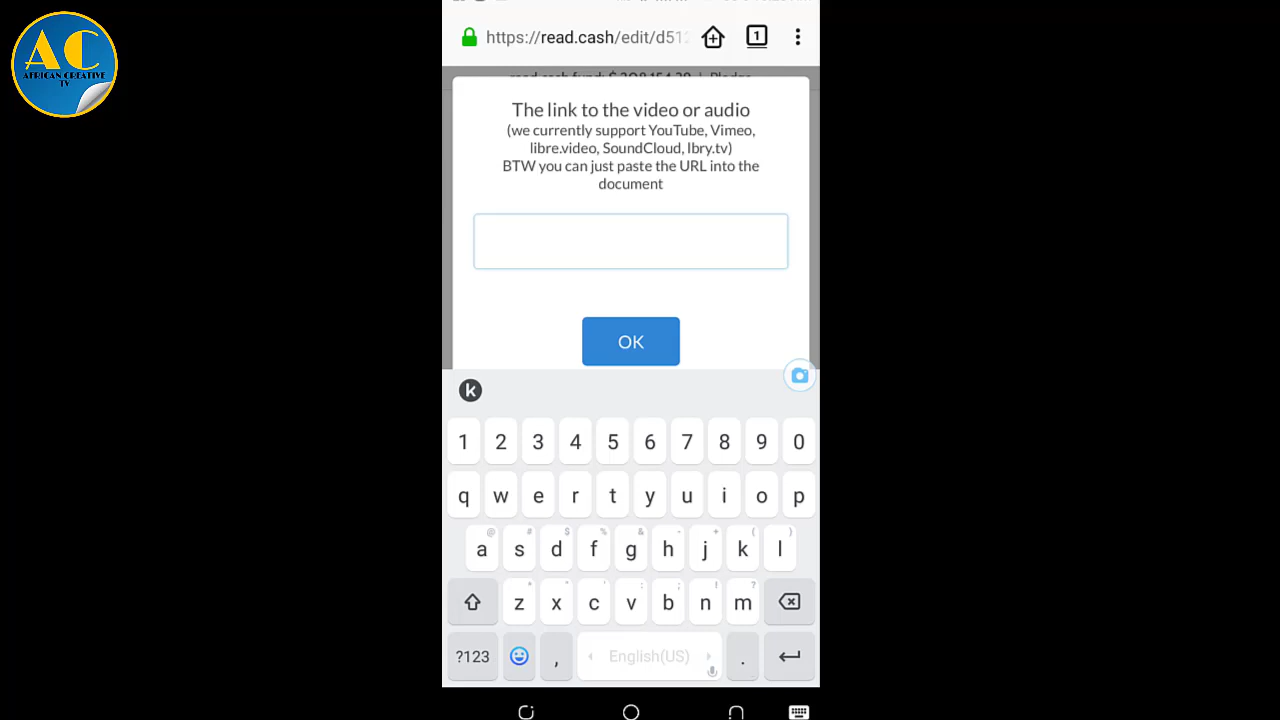 AC
AFRICAN CREATIVE
TV
https://read.cash/edit/d512
1
The link to the video or audio
(we currently support YouTube, Vimeo,
libre.video, SoundCloud, lbry.tv)
BTW you can just paste the URL into the
document
OK
k
1 2 3 4 5 6 7 8 9 0
q w e r t y u i o p
@ # $ % & - + ( )
a s d f g h j k l
z x c v b n m
?123 , English(US) .